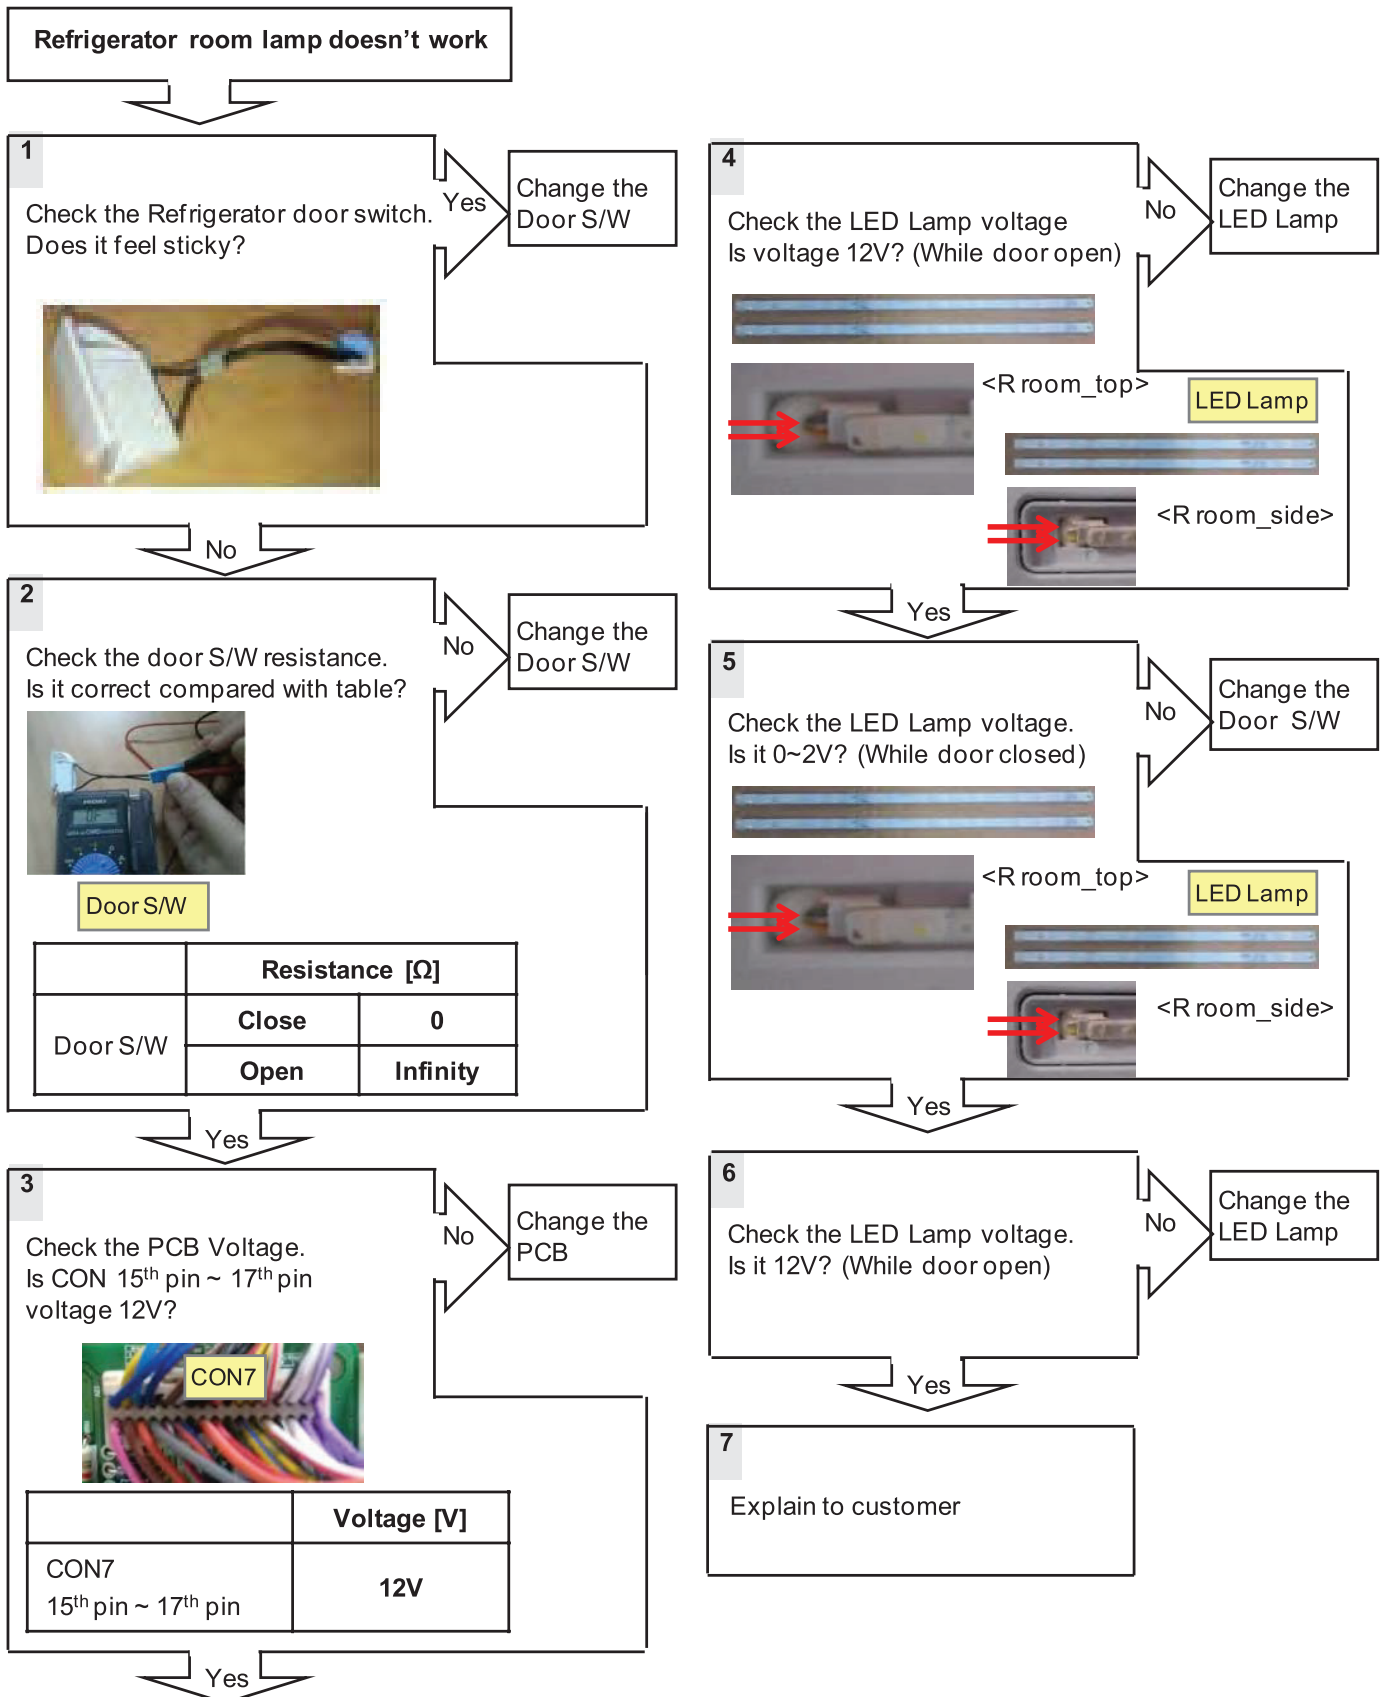 Refrigerator room lamp doesn't work
1
Check the Refrigerator door switch.
Does it feel sticky?
Yes
Change the
Door S/W
No
2
Check the door S/W resistance.
Is it correct compared with table?
No
Change the
Door S/W
Door S/W
Resistance [Ω]
Door S/W
Close
0
Open
Infinity
Yes
3
Check the PCB Voltage.
Is CON 15th pin ~ 17th pin
voltage 12V?
No
Change the
PCB
CON7
Voltage [V]
CON7
15th pin ~ 17th pin
12V
Yes
4
Check the LED Lamp voltage
Is voltage 12V? (While door open)
No
Change the
LED Lamp
<R room_top>
LED Lamp
<R room_side>
Yes
5
Check the LED Lamp voltage.
Is it 0~2V? (While door closed)
No
Change the
Door S/W
<R room_top>
LED Lamp
<R room_side>
Yes
6
Check the LED Lamp voltage.
Is it 12V? (While door open)
No
Change the
LED Lamp
Yes
7
Explain to customer